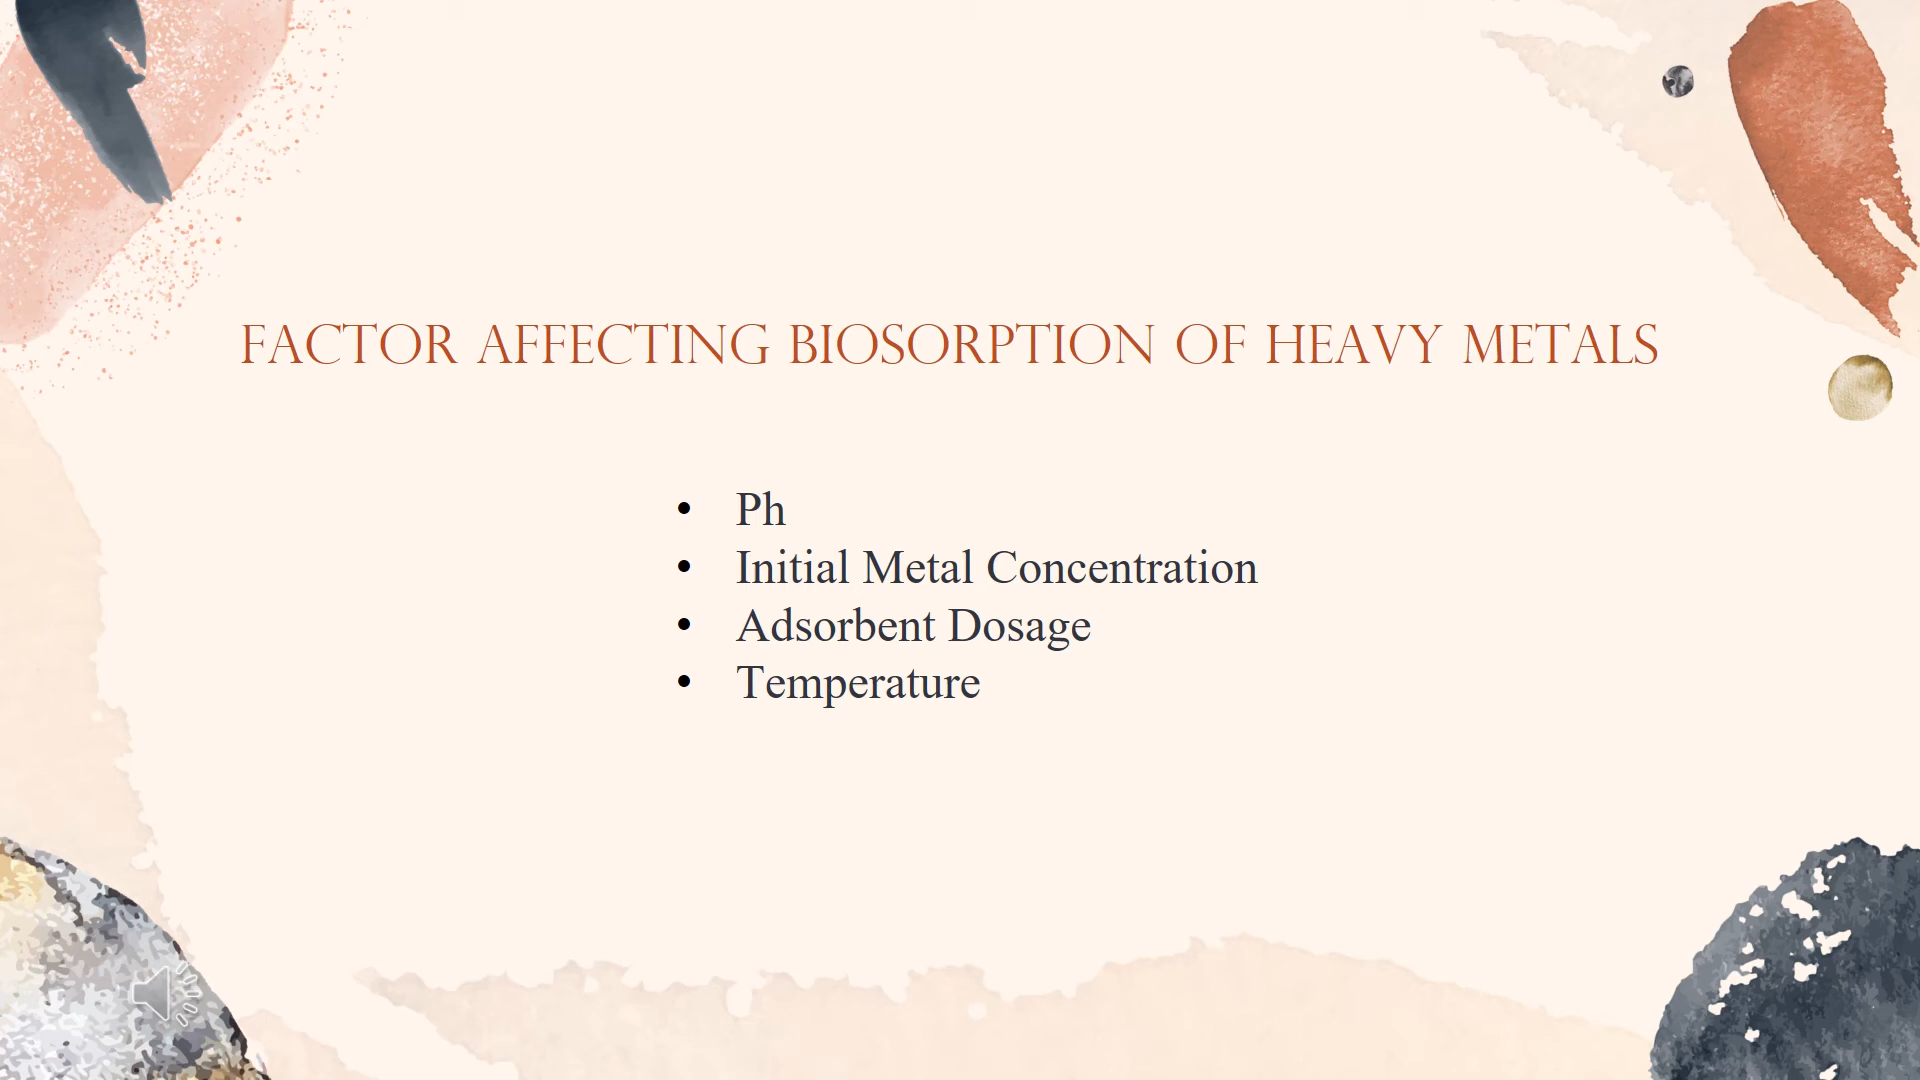 FACTOR AFFECTING BIOSORPTION OF HEAVY METALS
• Ph
• Initial Metal Concentration
• Adsorbent Dosage
• Temperature